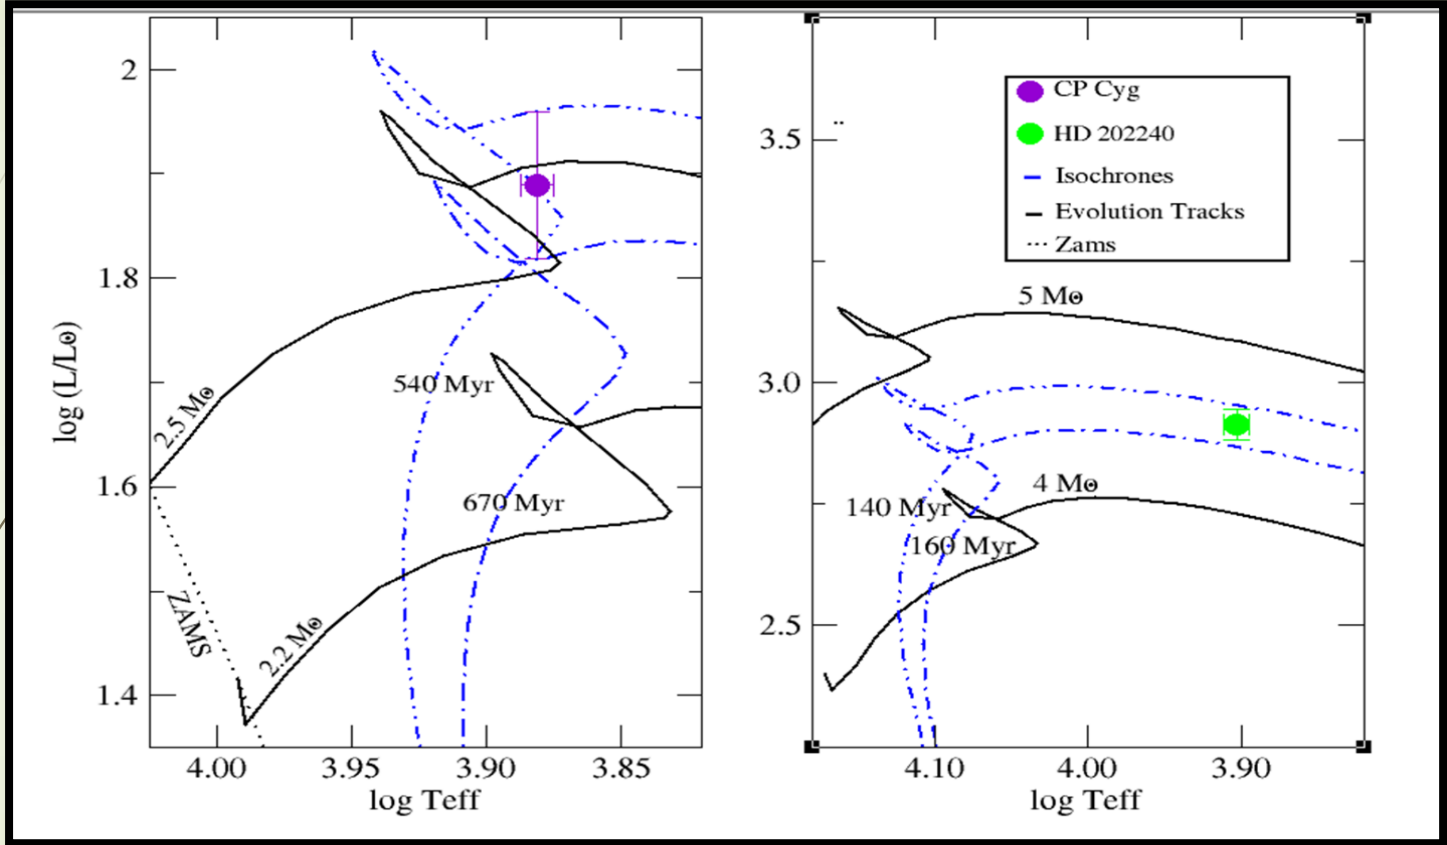 2
1.8
1.6
1.4
log (L/L⊙)
4.00 3.95 3.90 3.85
log Teff
2.5 M⊙
2.2 M⊙
ZAMS
540 Myr
670 Myr
3.5
3.0
2.5
4.10 4.00 3.90
log Teff
CP Cyg
HD 202240
Isochrones
Evolution Tracks
Zams
5 M⊙
4 M⊙
140 Myr
160 Myr